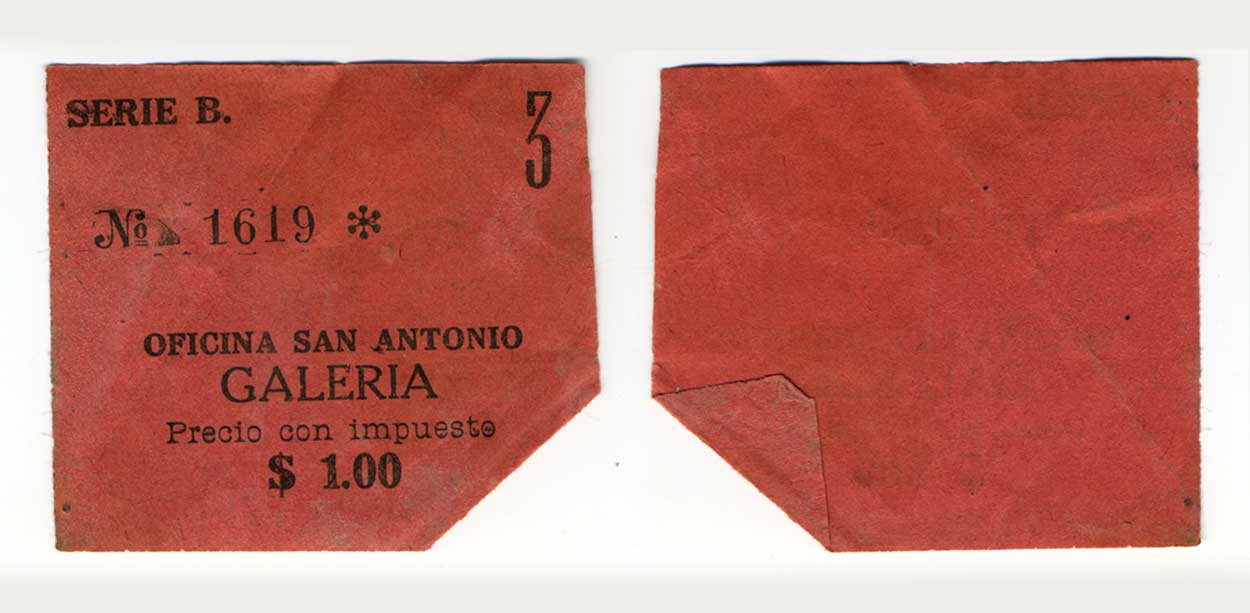 SERIE B.
3
Nº 1619 *
OFICINA SAN ANTONIO
GALERIA
Precio con impuesto
$ 1.00